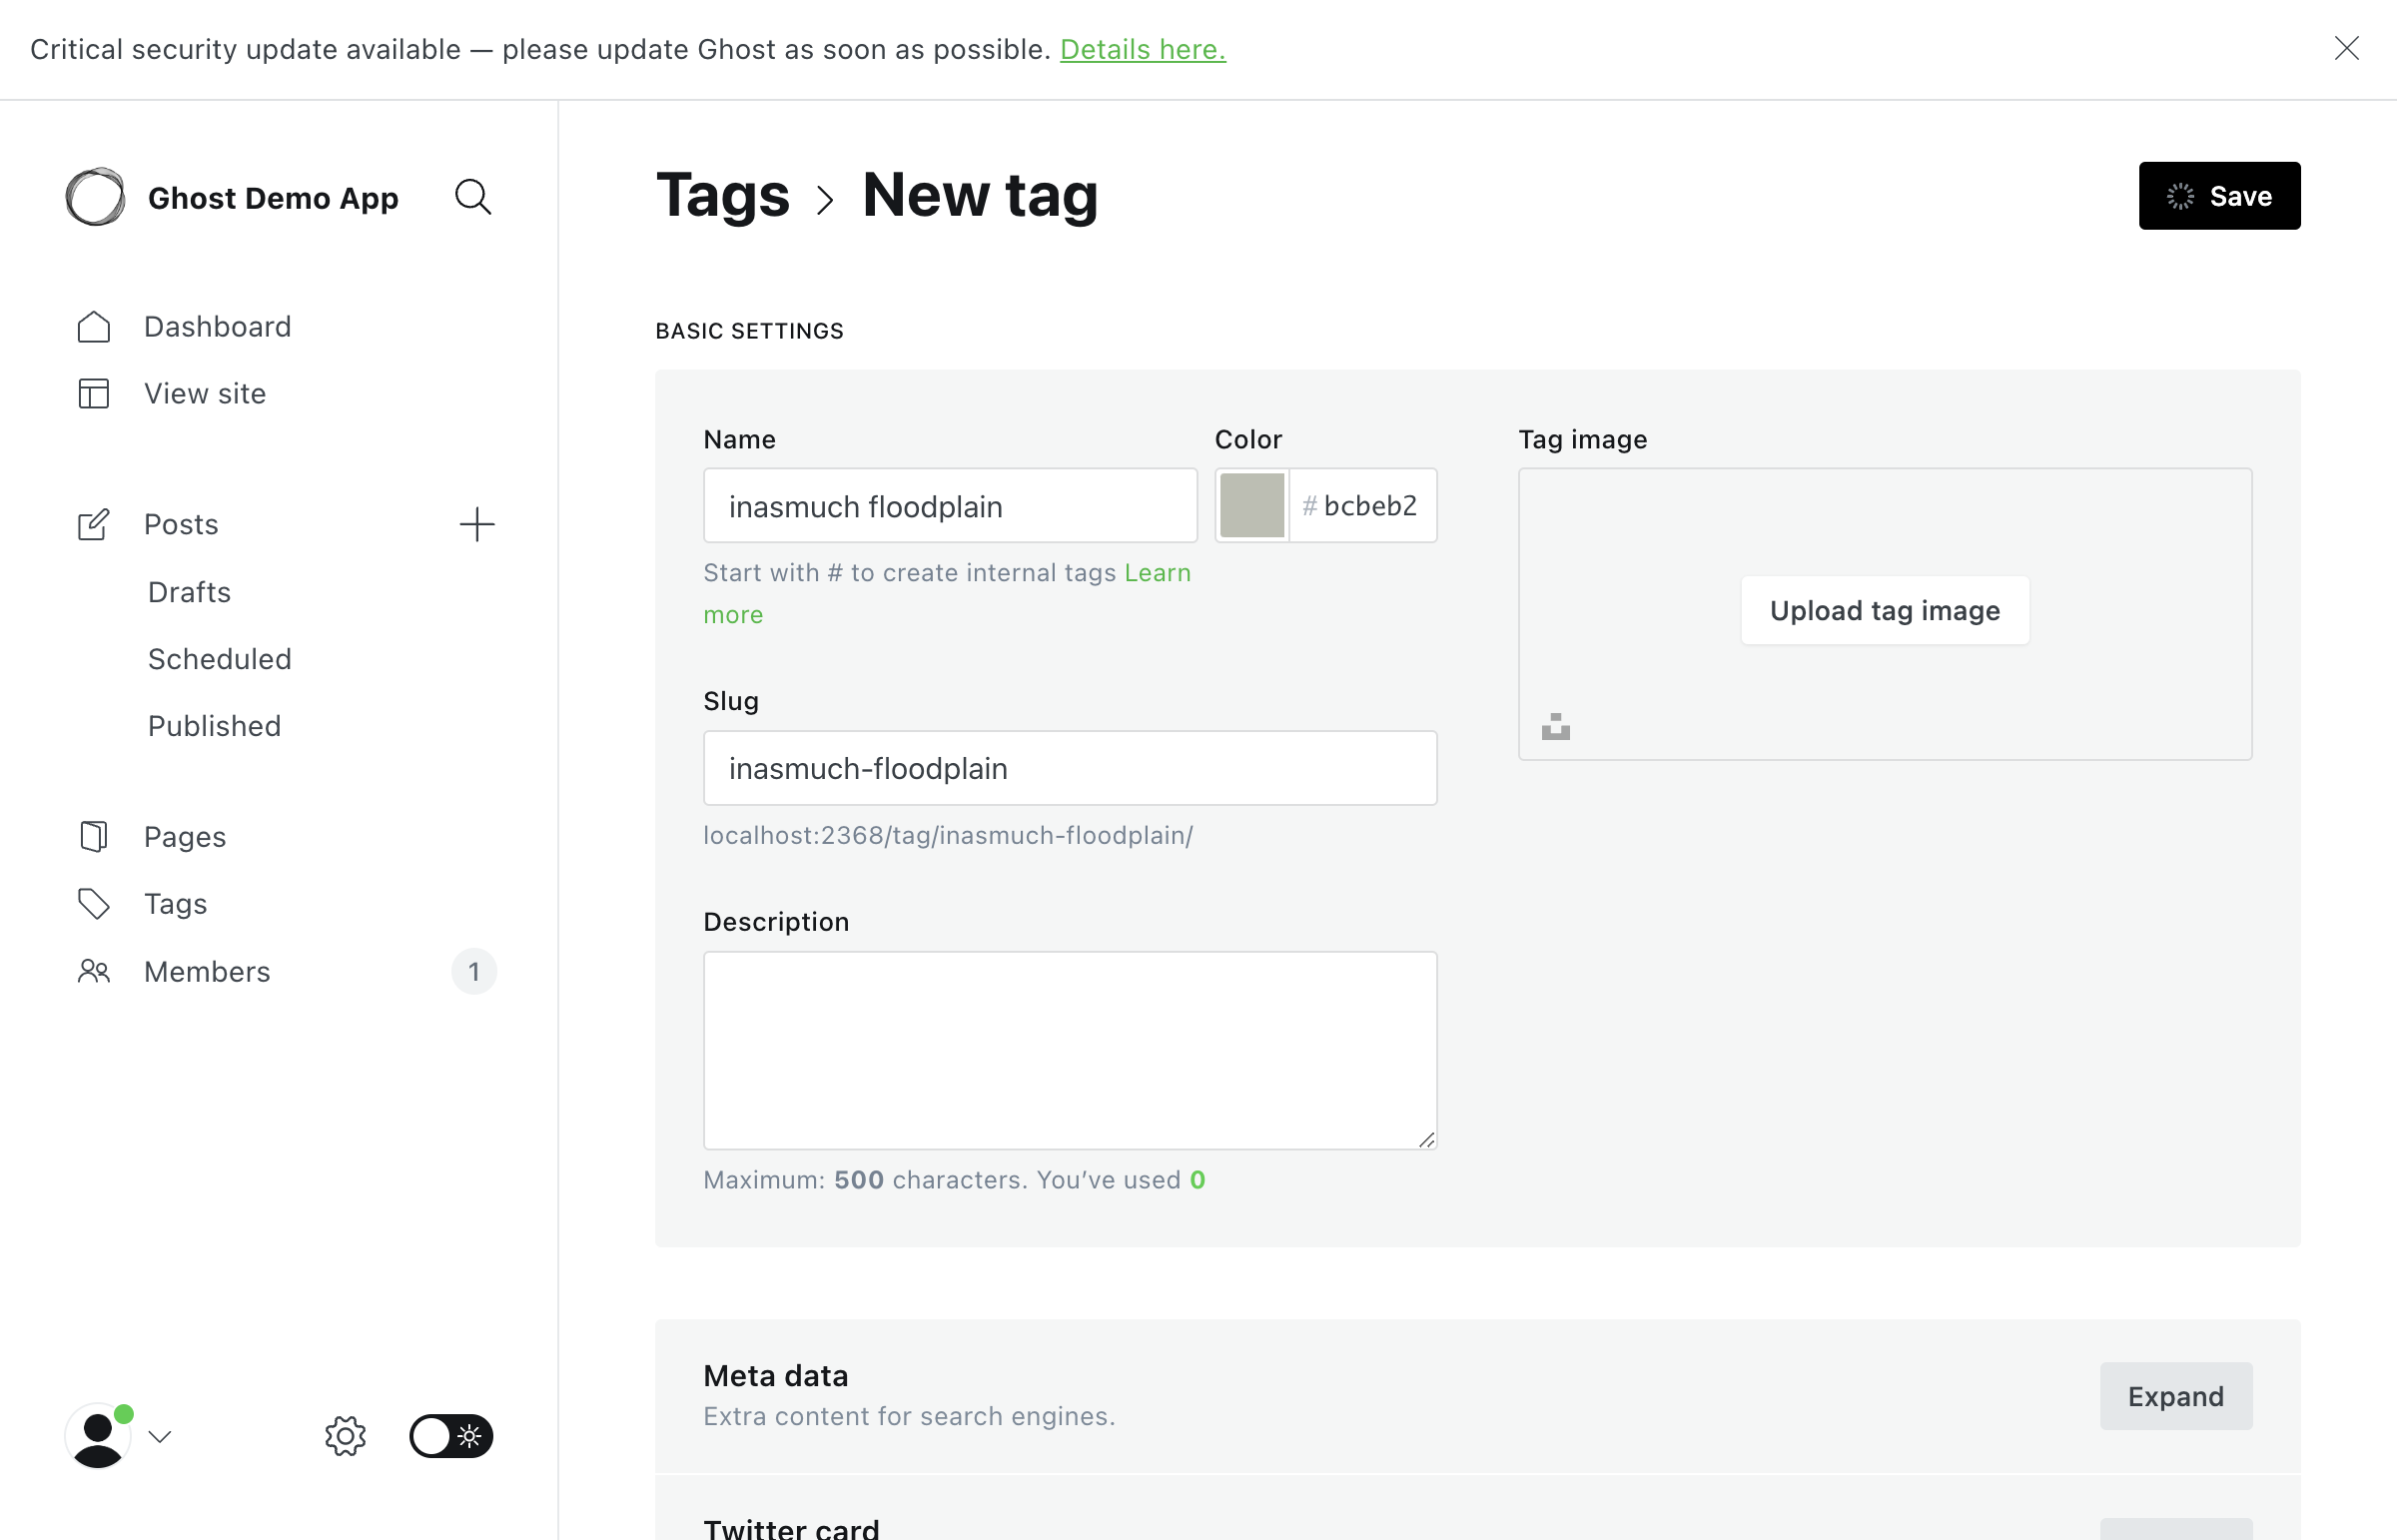 Critical security update available — please update Ghost as soon as possible. Details here.
Ghost Demo App
Dashboard
View site
Posts
Drafts
Scheduled
Published
Pages
Tags
Members
1
Tags
New tag
Save
BASIC SETTINGS
Name
inasmuch floodplain
Start with # to create internal tags Learn
more
Color
#bcbeb2
Slug
inasmuch-floodplain
localhost:2368/tag/inasmuch-floodplain/
Description
Maximum: 500 characters. You’ve used 0
Tag image
Upload tag image
Meta data
Extra content for search engines.
Expand
Twitter card